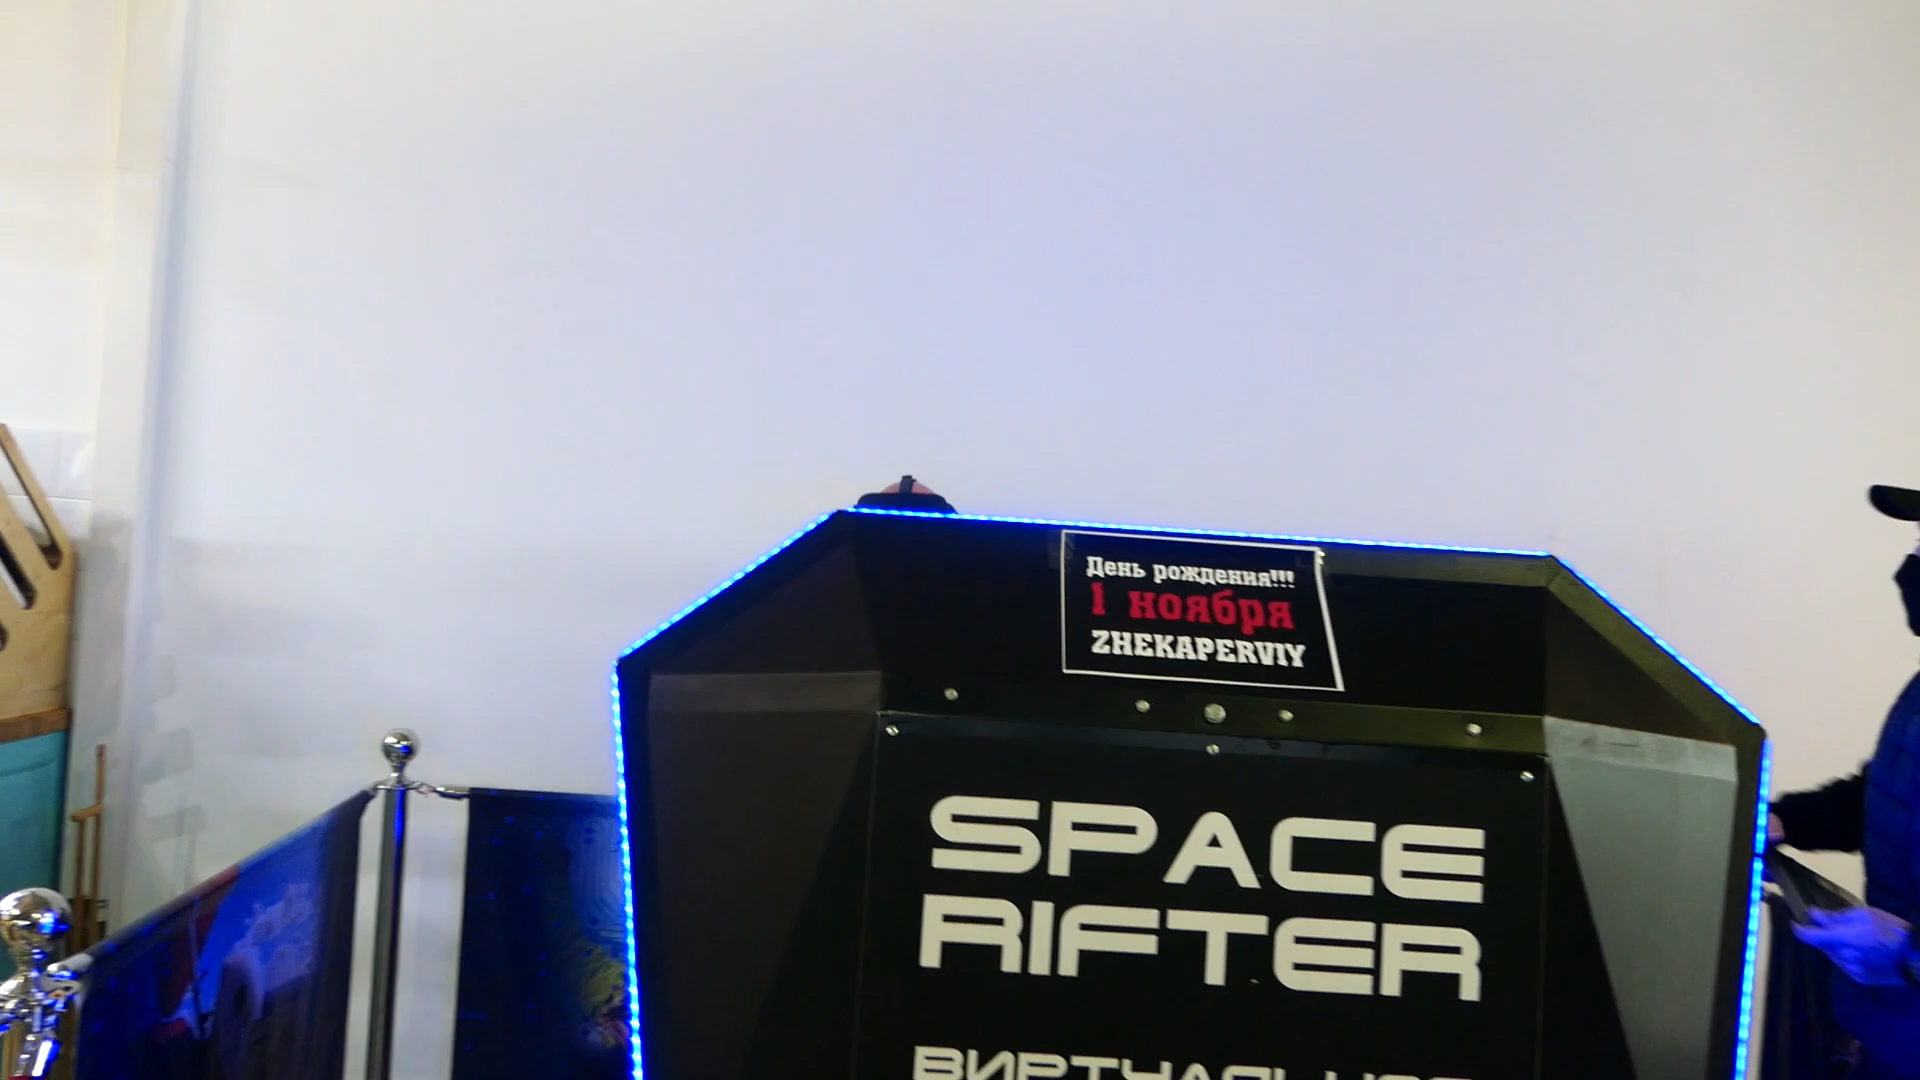 День рождения!!!
1 ноября
ZHEKAPERVIY
SPACE
RIFTER